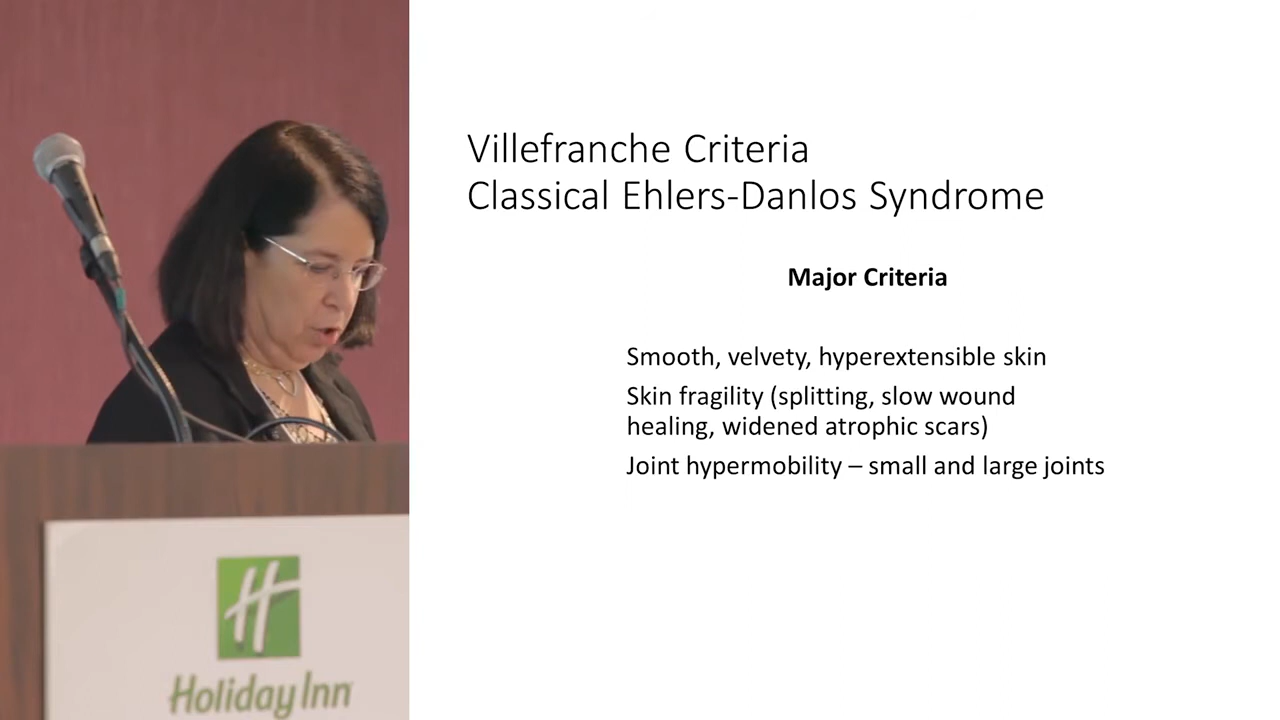 Villefranche Criteria
Classical Ehlers-Danlos Syndrome
Major Criteria
Smooth, velvety, hyperextensible skin
Skin fragility (splitting, slow wound
healing, widened atrophic scars)
Joint hypermobility – small and large joints
H
Holiday Inn